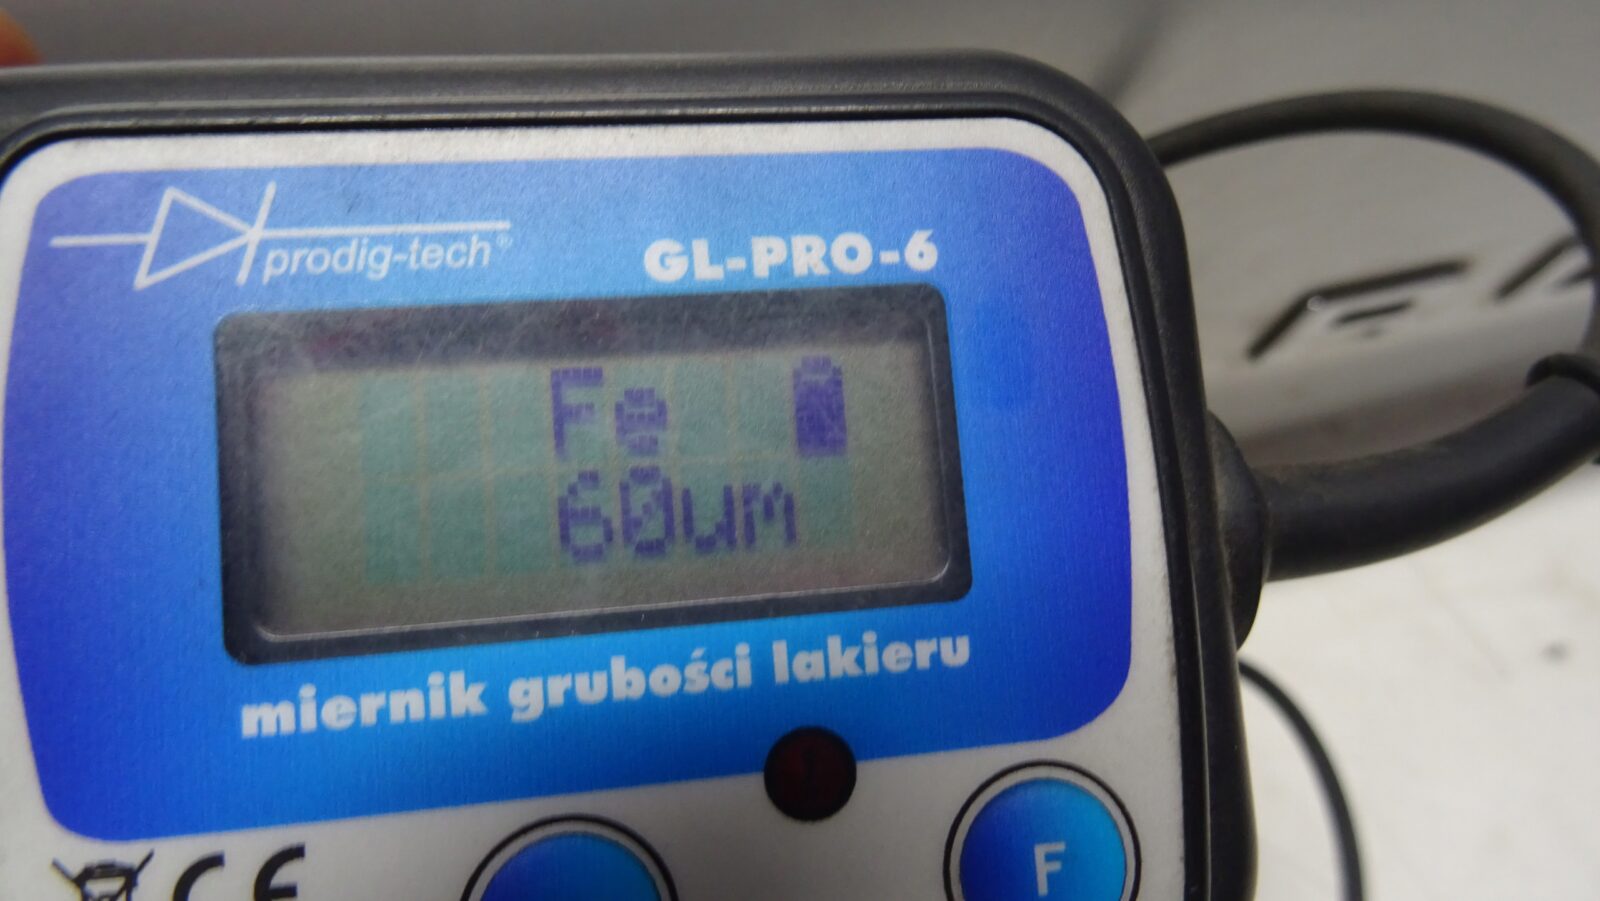 prodig-tech®
GL-PRO-6
Fe
60um
miernik grubości lakieru
CE
F